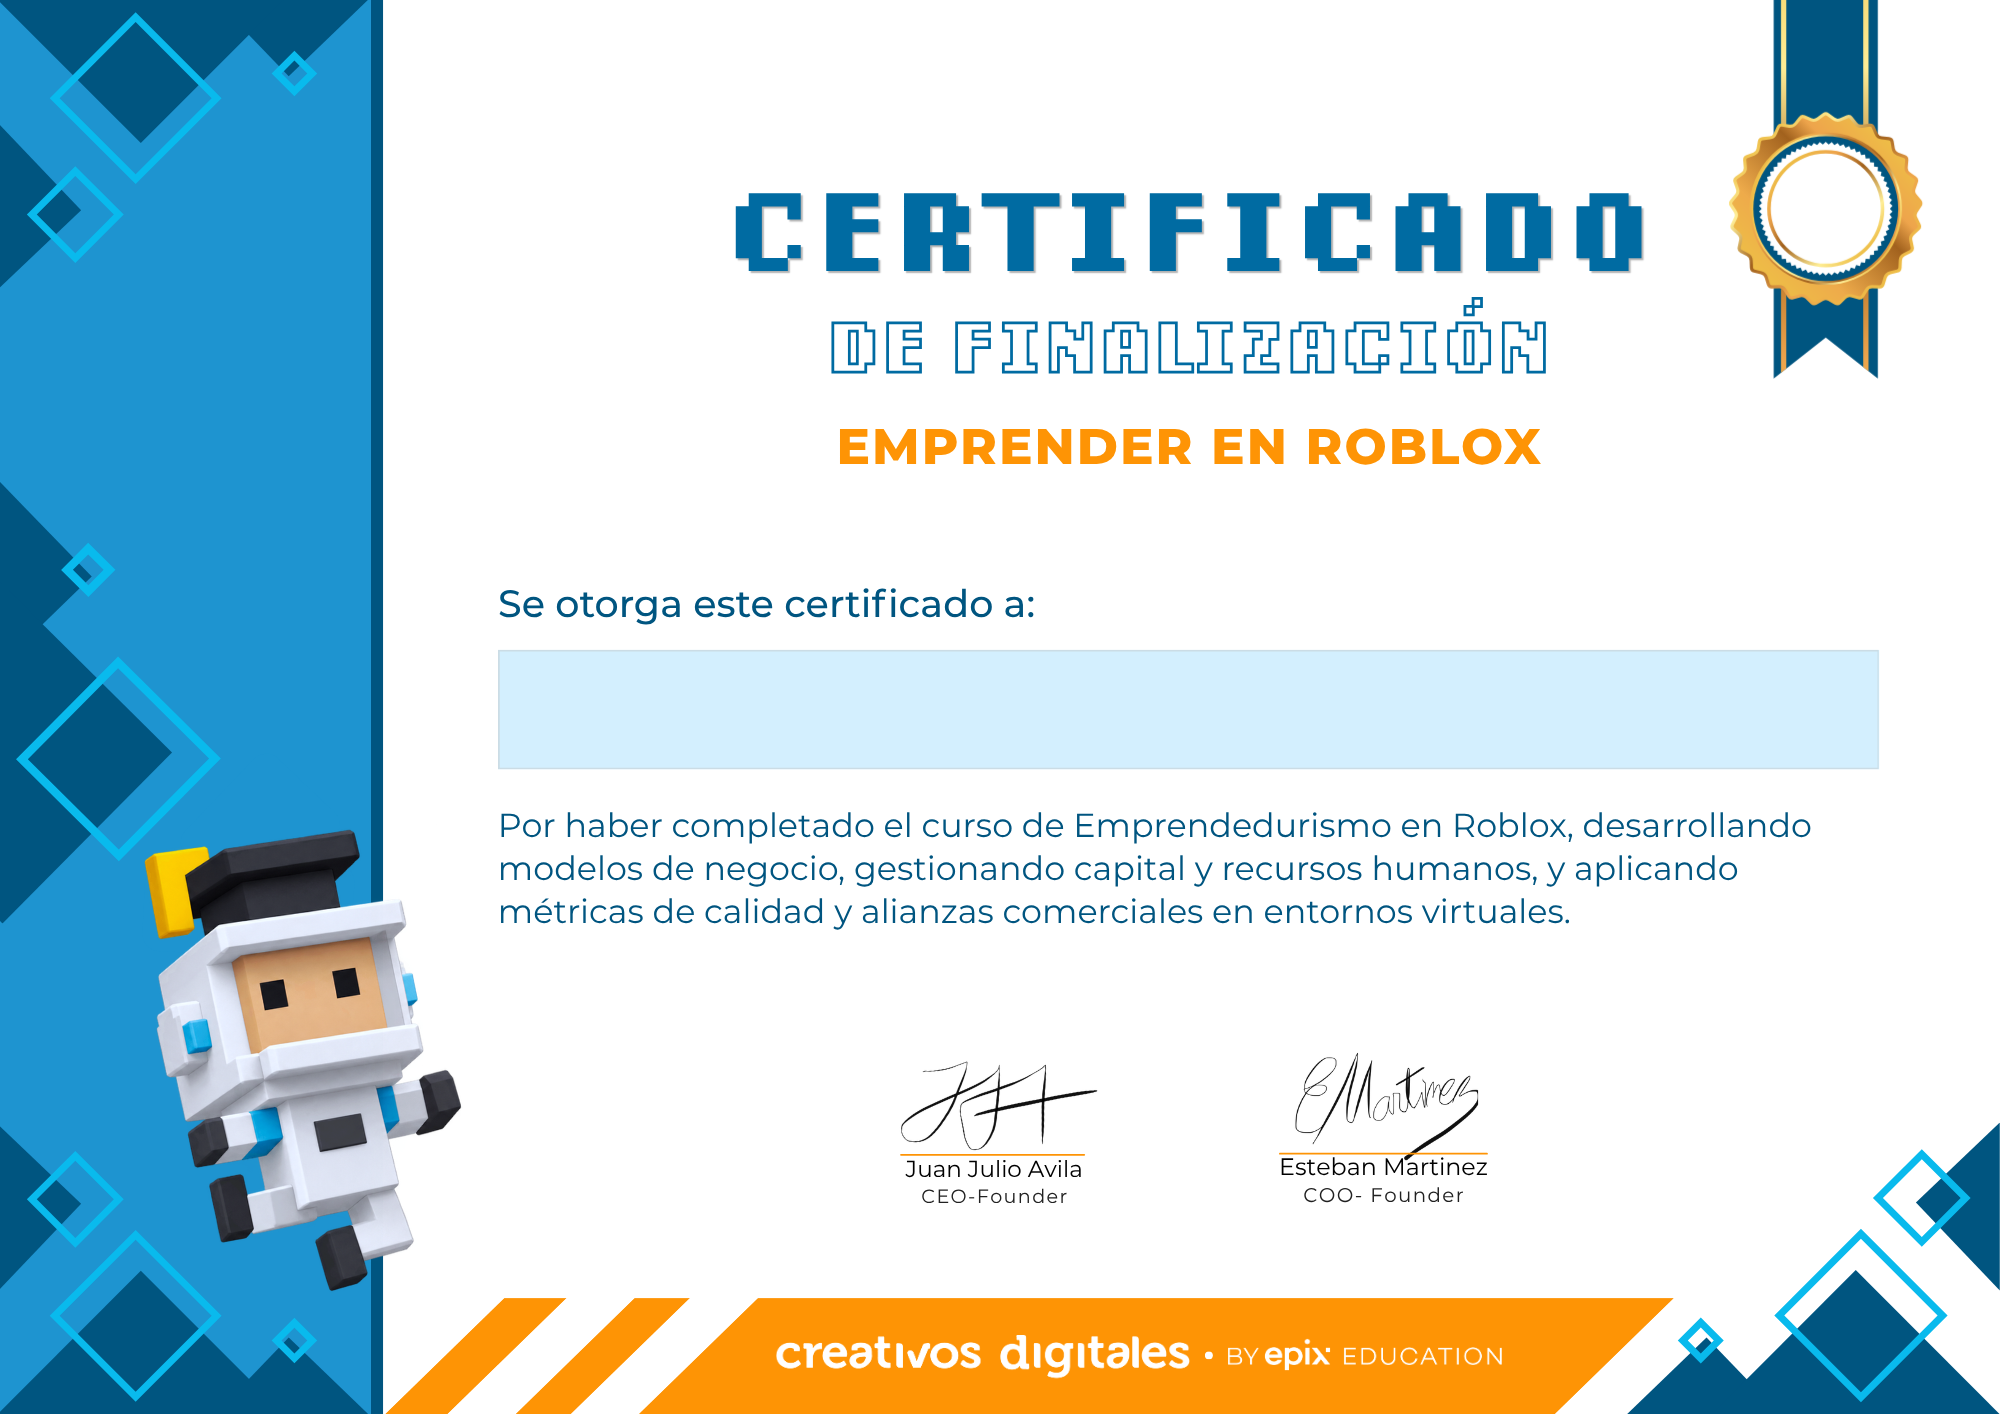 CERTIFICADO
DE FINALIZACIÓN
EMPRENDER EN ROBLOX
Se otorga este certificado a:
Por haber completado el curso de Emprendedurismo en Roblox, desarrollando
modelos de negocio, gestionando capital y recursos humanos, y aplicando
métricas de calidad y alianzas comerciales en entornos virtuales.
EMartinez
Juan Julio Avila
CEO-Founder
Esteban Martinez
COO- Founder
creativos digitales • BY epix EDUCATION